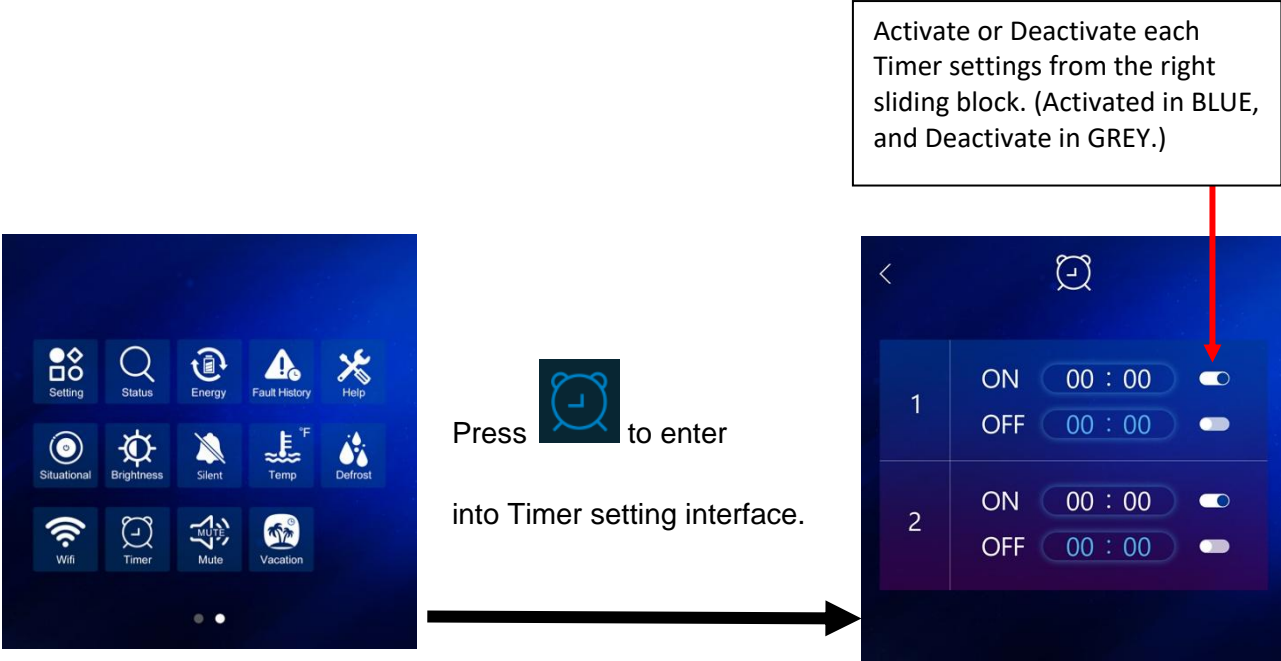 Activate or Deactivate each
Timer settings from the right
sliding block. (Activated in BLUE,
and Deactivate in GREY.)
Setting
Status
Energy
Fault History
Help
Situational
Brightness
Silent
°F
Temp
Defrost
Wifi
Timer
MUTE
Mute
Vacation
Press to enter
into Timer setting interface.
1
ON 00 : 00
OFF 00 : 00
2
ON 00 : 00
OFF 00 : 00